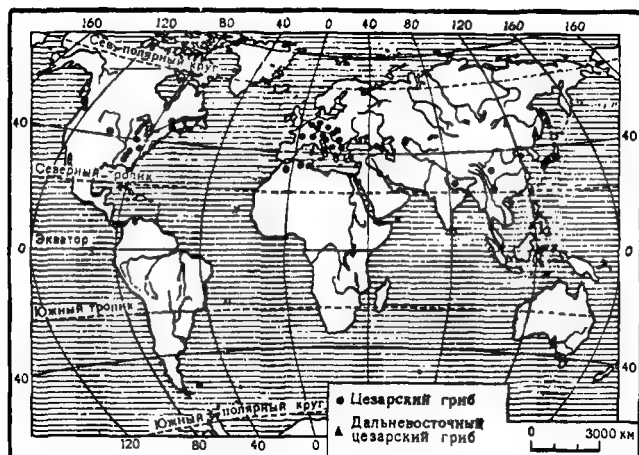 160 120 80 40 0 40 80 120 160 160
Сев. полярный круг
40 40
Северный тропик
Экватор
0 0
Южный тропик
40 40
Южный полярный круг
120 80 40 0
• Цезарский гриб
▲ Дальневосточный
цезарский гриб
0 3000 км